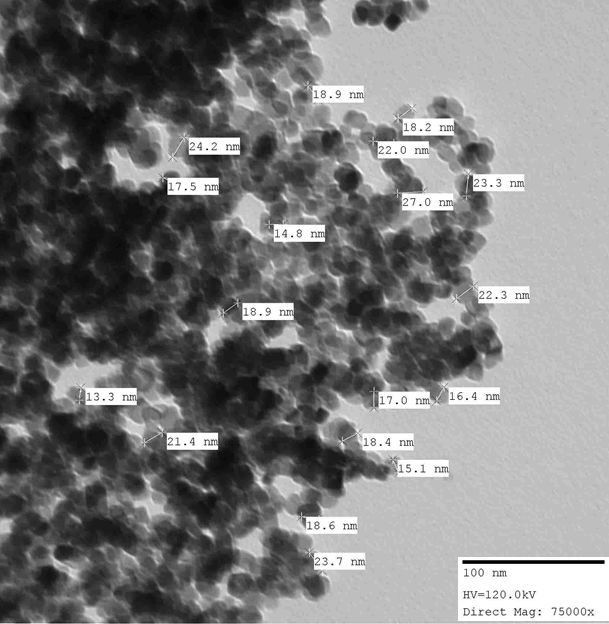 18.9 nm
18.2 nm
24.2 nm
22.0 nm
17.5 nm
23.3 nm
27.0 nm
14.8 nm
22.3 nm
18.9 nm
13.3 nm
17.0 nm
16.4 nm
21.4 nm
18.4 nm
15.1 nm
18.6 nm
23.7 nm
100 nm
HV=120.0kV
Direct Mag: 75000x